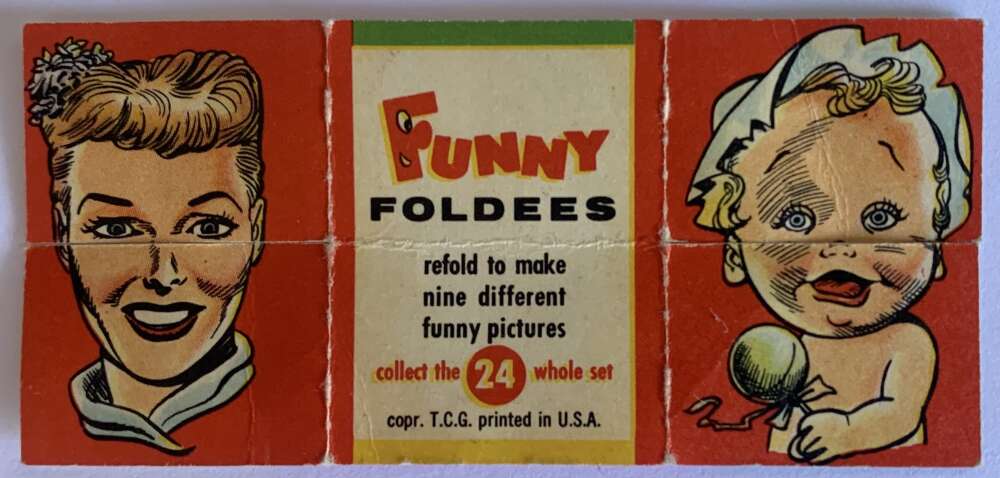 FUNNY
FOLDEES
refold to make
nine different
funny pictures
collect the 24 whole set
copr. T.C.G. printed in U.S.A.